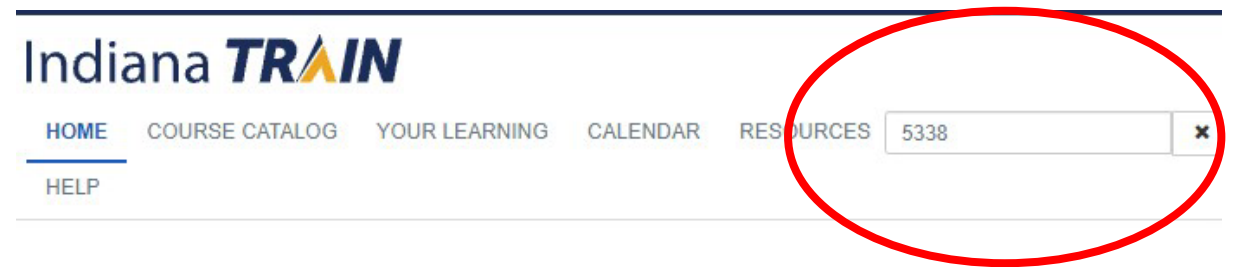 Indiana TRAIN
HOME COURSE CATALOG YOUR LEARNING CALENDAR RESOURCES 5338
HELP